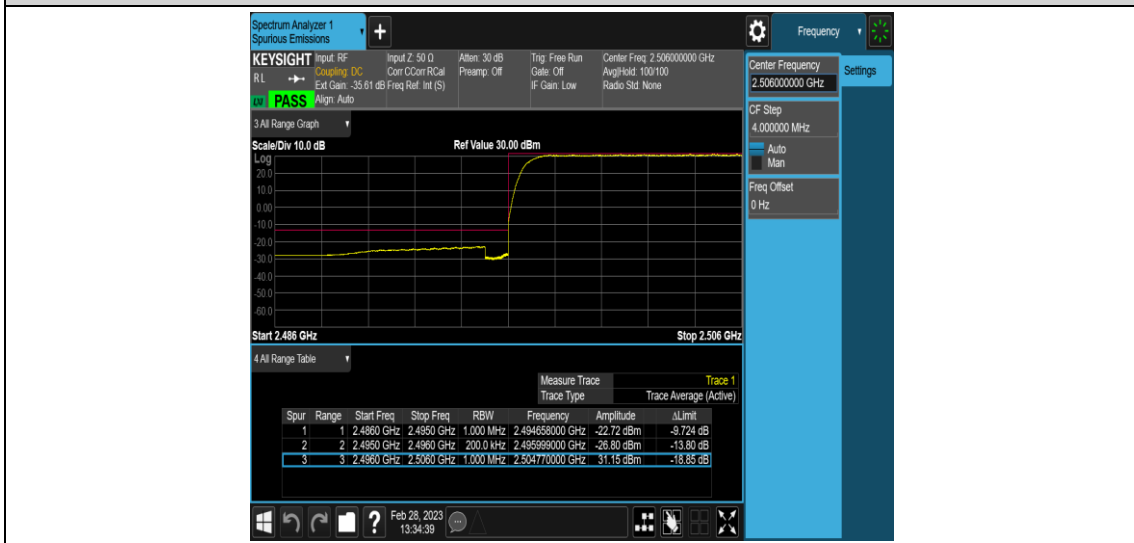 Spectrum Analyzer 1
Spurious Emissions
+
Frequency
KEYSIGHT Input: RF Input Z: 50 Ω Atten: 30 dB Trig: Free Run Center Freq: 2.506000000 GHz
RL Coupling: DC Corr CCorr RCal Preamp: Off Gate: Off Avg|Hold: 100/100
Ext Gain: -35.61 dB Freq Ref: Int (S) IF Gain: Low Radio Std: None
LXI PASS Align: Auto
Center Frequency
2.506000000 GHz
Settings
CF Step
4.000000 MHz
Auto
Man
Freq Offset
0 Hz
3 All Range Graph
Scale/Div 10.0 dB Ref Value 30.00 dBm
Log
20.0
10.0
0.00
-10.0
-20.0
-30.0
-40.0
-50.0
-60.0
Start 2.486 GHz Stop 2.506 GHz
4 All Range Table
Measure Trace Trace 1
Trace Type Trace Average (Active)
Spur Range Start Freq Stop Freq RBW Frequency Amplitude ΔLimit
1 1 2.4860 GHz 2.4950 GHz 1.000 MHz 2.494658000 GHz -22.72 dBm -9.724 dB
2 2 2.4950 GHz 2.4960 GHz 200.0 kHz 2.495999000 GHz -26.80 dBm -13.80 dB
3 3 2.4960 GHz 2.5060 GHz 1.000 MHz 2.504770000 GHz 31.15 dBm -18.85 dB
? Feb 28, 2023
13:34:39